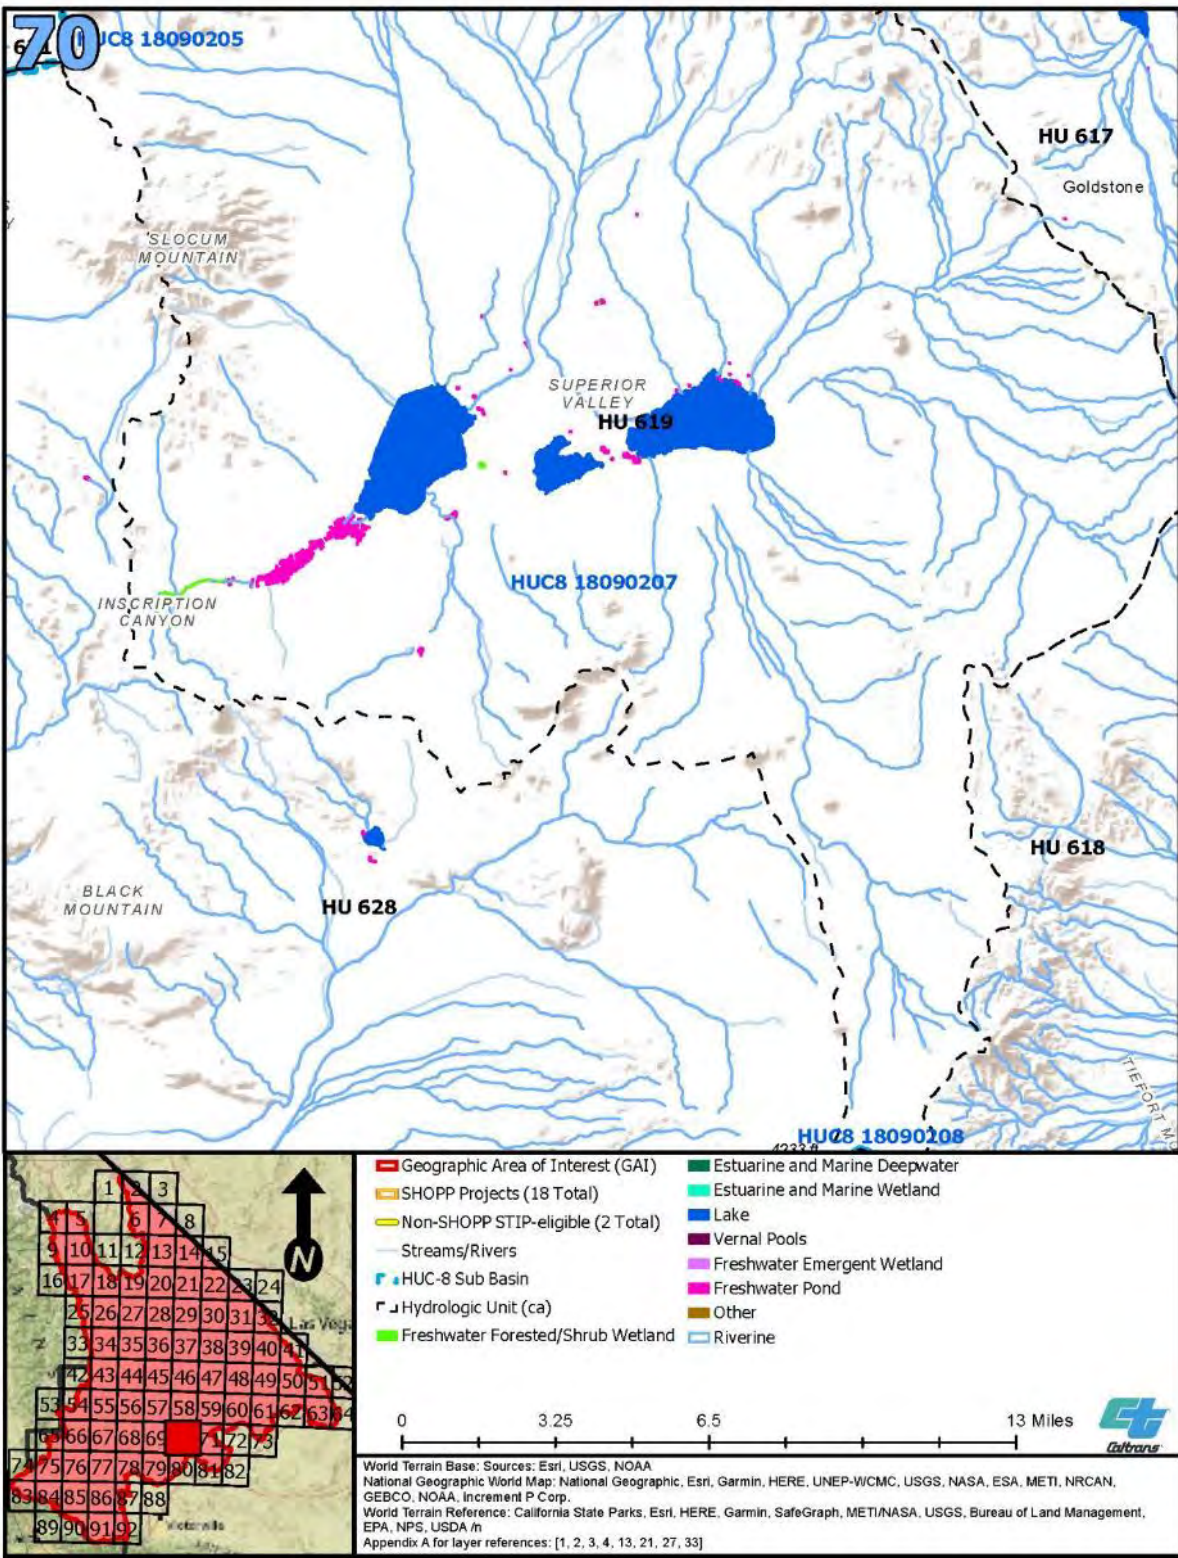 70
HUC8 18090205
HU 617
Goldstone
SLOCUM
MOUNTAIN
SUPERIOR
VALLEY
HU 619
HUC8 18090207
INSCRIPTION
CANYON
HU 618
BLACK
MOUNTAIN
HU 628
TIEFORT M
4233 ft
HUC8 18090208
1 2 3
4 5 6 7 8
9 10 11 12 13 14 15
16 17 18 19 20 21 22 23 24
25 26 27 28 29 30 31 32
Las Vega
33 34 35 36 37 38 39 40 41
42 43 44 45 46 47 48 49 50 51 52
53 54 55 56 57 58 59 60 61 62 63 64
65 66 67 68 69 71 72 73
74 75 76 77 78 79 80 81 82
83 84 85 86 87 88
89 90 91 92
Victorville
N
Geographic Area of Interest (GAI)
SHOPP Projects (18 Total)
Non-SHOPP STIP-eligible (2 Total)
Streams/Rivers
HUC-8 Sub Basin
Hydrologic Unit (ca)
Freshwater Forested/Shrub Wetland
Estuarine and Marine Deepwater
Estuarine and Marine Wetland
Lake
Vernal Pools
Freshwater Emergent Wetland
Freshwater Pond
Other
Riverine
0 3.25 6.5 13 Miles
Ct
Caltrans
World Terrain Base: Sources: Esri, USGS, NOAA
National Geographic World Map: National Geographic, Esri, Garmin, HERE, UNEP-WCMC, USGS, NASA, ESA, METI, NRCAN,
GEBCO, NOAA, Increment P Corp.
World Terrain Reference: California State Parks, Esri, HERE, Garmin, SafeGraph, METI/NASA, USGS, Bureau of Land Management,
EPA, NPS, USDA /n
Appendix A for layer references: [1, 2, 3, 4, 13, 21, 27, 33]